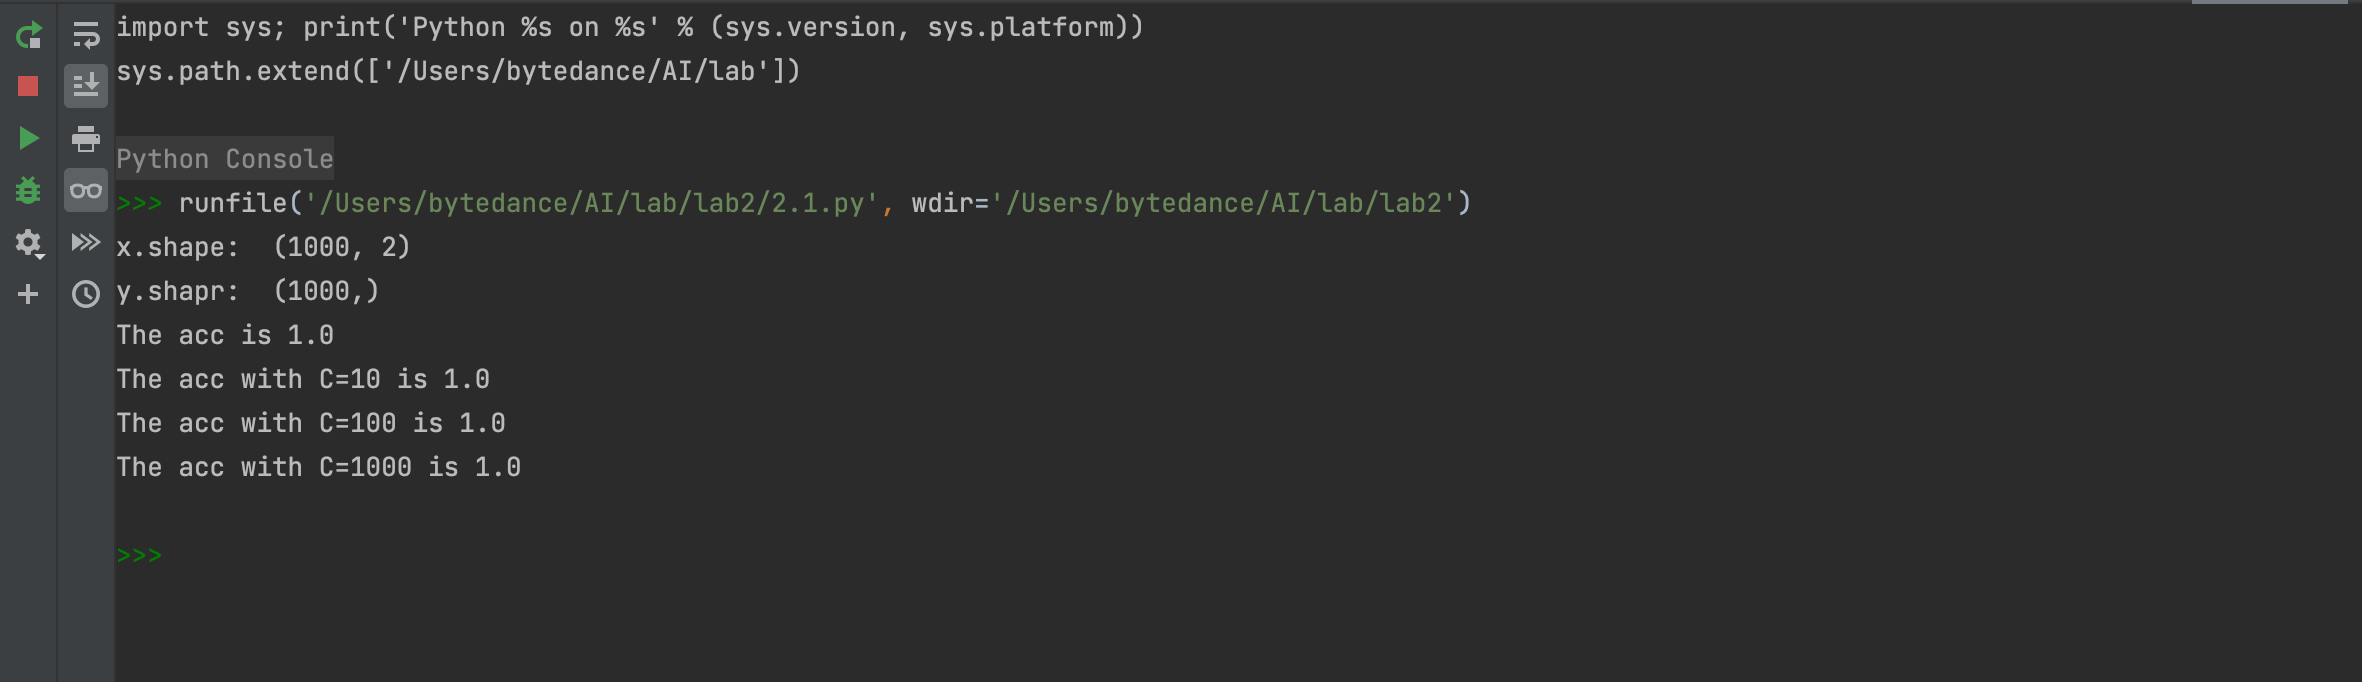 import sys; print('Python %s on %s' % (sys.version, sys.platform))
sys.path.extend(['/Users/bytedance/AI/lab'])
Python Console
>>> runfile('/Users/bytedance/AI/lab/lab2/2.1.py', wdir='/Users/bytedance/AI/lab/lab2')
x.shape:  (1000, 2)
y.shapr:  (1000,)
The acc is 1.0
The acc with C=10 is 1.0
The acc with C=100 is 1.0
The acc with C=1000 is 1.0
>>>